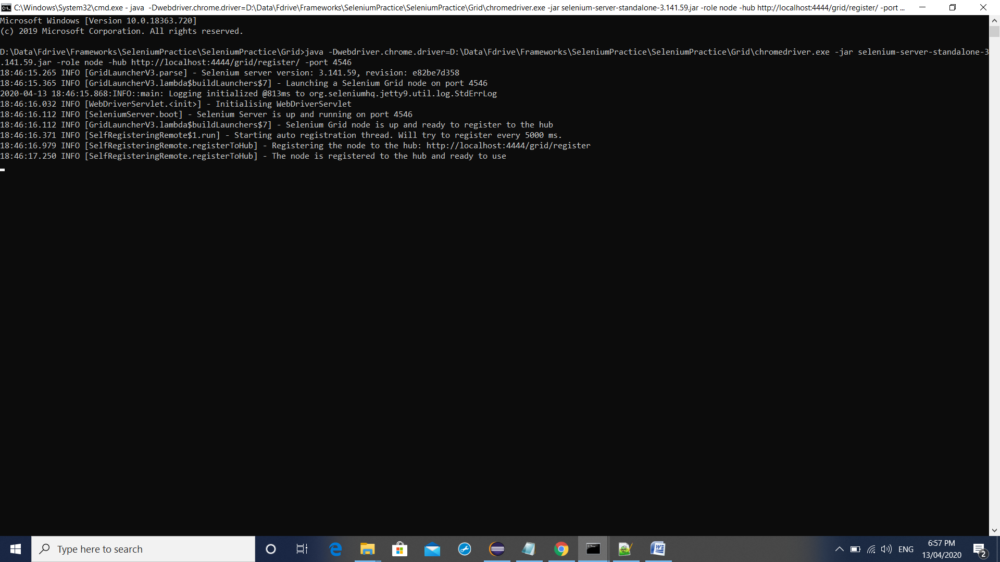 C:\Windows\System32\cmd.exe - java  -Dwebdriver.chrome.driver=D:\Data\Fdrive\Frameworks\SeleniumPractice\SeleniumPractice\Grid\chromedriver.exe -jar selenium-server-standalone-3.141.59.jar -role node -hub http://localhost:4444/grid/register/ -port ...
Microsoft Windows [Version 10.0.18363.720]
(c) 2019 Microsoft Corporation. All rights reserved.
D:\Data\Fdrive\Frameworks\SeleniumPractice\SeleniumPractice\Grid>java -Dwebdriver.chrome.driver=D:\Data\Fdrive\Frameworks\SeleniumPractice\SeleniumPractice\Grid\chromedriver.exe -jar selenium-server-standalone-3
.141.59.jar -role node -hub http://localhost:4444/grid/register/ -port 4546
18:46:15.265 INFO [GridLauncherV3.parse] - Selenium server version: 3.141.59, revision: e82be7d358
18:46:15.365 INFO [GridLauncherV3.lambda$buildLaunchers$7] - Launching a Selenium Grid node on port 4546
2020-04-13 18:46:15.868:INFO::main: Logging initialized @813ms to org.seleniumhq.jetty9.util.log.StdErrLog
18:46:16.032 INFO [WebDriverServlet.<init>] - Initialising WebDriverServlet
18:46:16.112 INFO [SeleniumServer.boot] - Selenium Server is up and running on port 4546
18:46:16.112 INFO [GridLauncherV3.lambda$buildLaunchers$7] - Selenium Grid node is up and ready to register to the hub
18:46:16.371 INFO [SelfRegisteringRemote$1.run] - Starting auto registration thread. Will try to register every 5000 ms.
18:46:16.979 INFO [SelfRegisteringRemote.registerToHub] - Registering the node to the hub: http://localhost:4444/grid/register
18:46:17.250 INFO [SelfRegisteringRemote.registerToHub] - The node is registered to the hub and ready to use
Type here to search
ENG
6:57 PM
13/04/2020
2